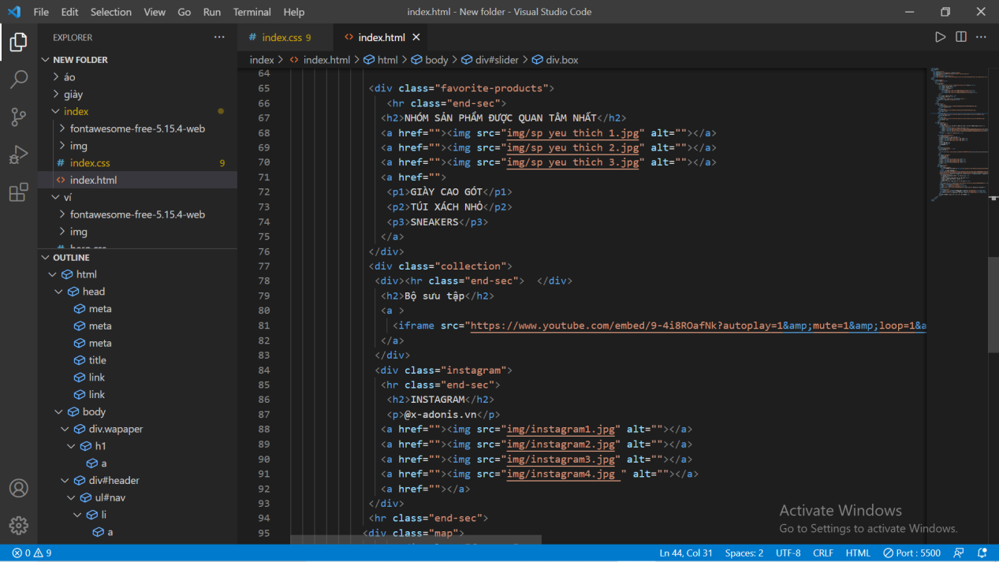 File Edit Selection View Go Run Terminal Help
index.html - New folder - Visual Studio Code
EXPLORER
NEW FOLDER
áo
giày
index
fontawesome-free-5.15.4-web
img
# index.css 9
<> index.html
ví
fontawesome-free-5.15.4-web
img
OUTLINE
html
head
meta
meta
meta
title
link
link
body
div.wapaper
h1
a
div#header
ul#nav
li
a
# index.css 9
<> index.html
index > <> index.html > html > body > div#slider > div.box
64
65 <div class="favorite-products">
66 <hr class="end-sec">
67 <h2>NHÓM SẢN PHẨM ĐƯỢC QUAN TÂM NHẤT</h2>
68 <a href=""><img src="img/sp yeu thich 1.jpg" alt=""></a>
69 <a href=""><img src="img/sp yeu thich 2.jpg" alt=""></a>
70 <a href=""><img src="img/sp yeu thich 3.jpg" alt=""></a>
71 <a href="">
72 <p1>GIÀY CAO GÓT</p1>
73 <p2>TÚI XÁCH NHỎ</p2>
74 <p3>SNEAKERS</p3>
75 </a>
76 </div>
77 <div class="collection">
78 <div><hr class="end-sec">  </div>
79 <h2>Bộ sưu tập</h2>
80 <a >
81 <iframe src="https://www.youtube.com/embed/9-4i8ROafNk?autoplay=1&amp;mute=1&amp;loop=1&a
82 </a>
83 </div>
84 <div class="instagram">
85 <hr class="end-sec">
86 <h2>INSTAGRAM</h2>
87 <p>@x-adonis.vn</p>
88 <a href=""><img src="img/instagram1.jpg" alt=""></a>
89 <a href=""><img src="img/instagram2.jpg" alt=""></a>
90 <a href=""><img src="img/instagram3.jpg" alt=""></a>
91 <a href=""><img src="img/instagram4.jpg " alt=""></a>
92 <a href=""></a>
93 </div>
94 <hr class="end-sec">
95 <div class="map">
Activate Windows
Go to Settings to activate Windows.
0 9
Ln 44, Col 31 Spaces: 2 UTF-8 CRLF HTML Port : 5500